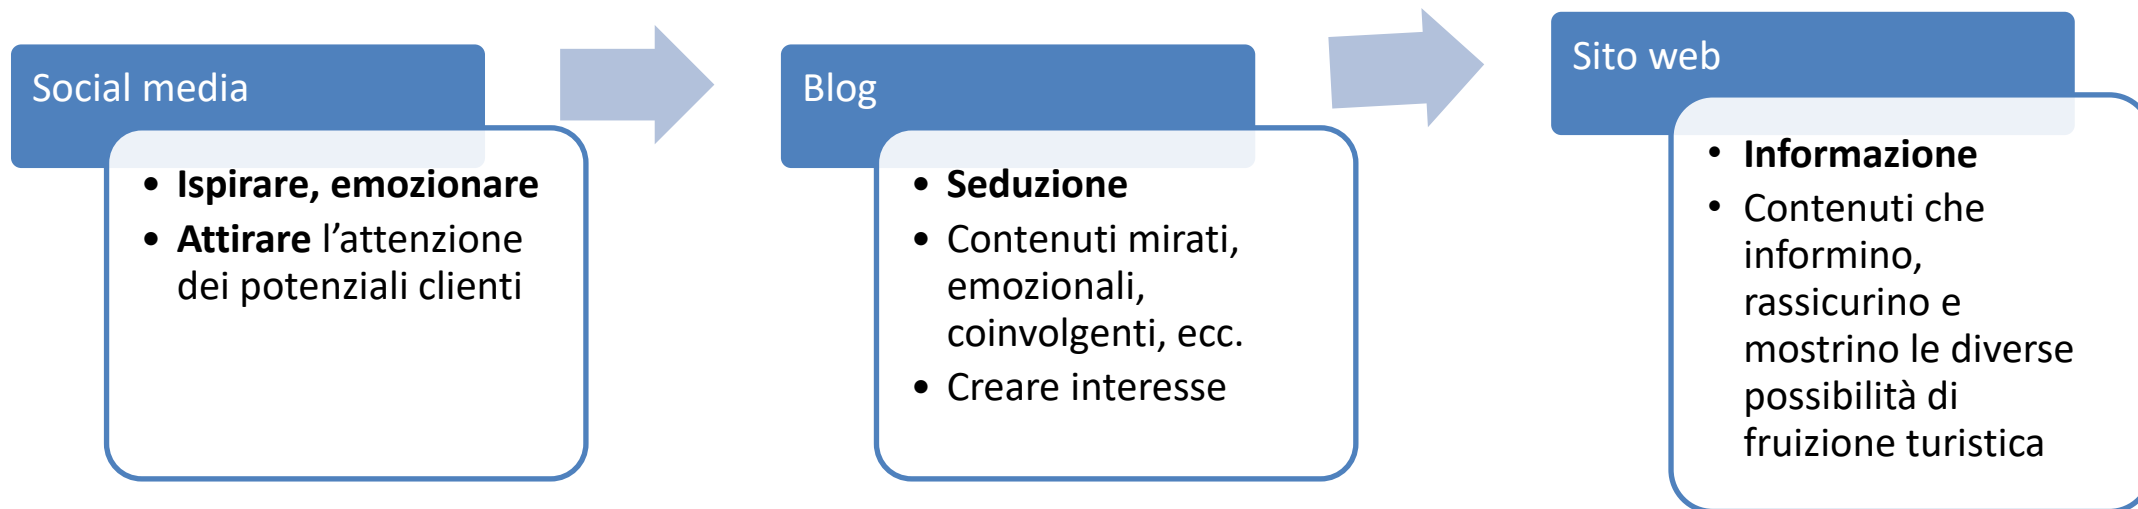 Social media
• Ispirare, emozionare
• Attirare l’attenzione
dei potenziali clienti
Blog
• Seduzione
• Contenuti mirati,
emozionali,
coinvolgenti, ecc.
• Creare interesse
Sito web
• Informazione
• Contenuti che
informino,
rassicurino e
mostrino le diverse
possibilità di
fruizione turistica